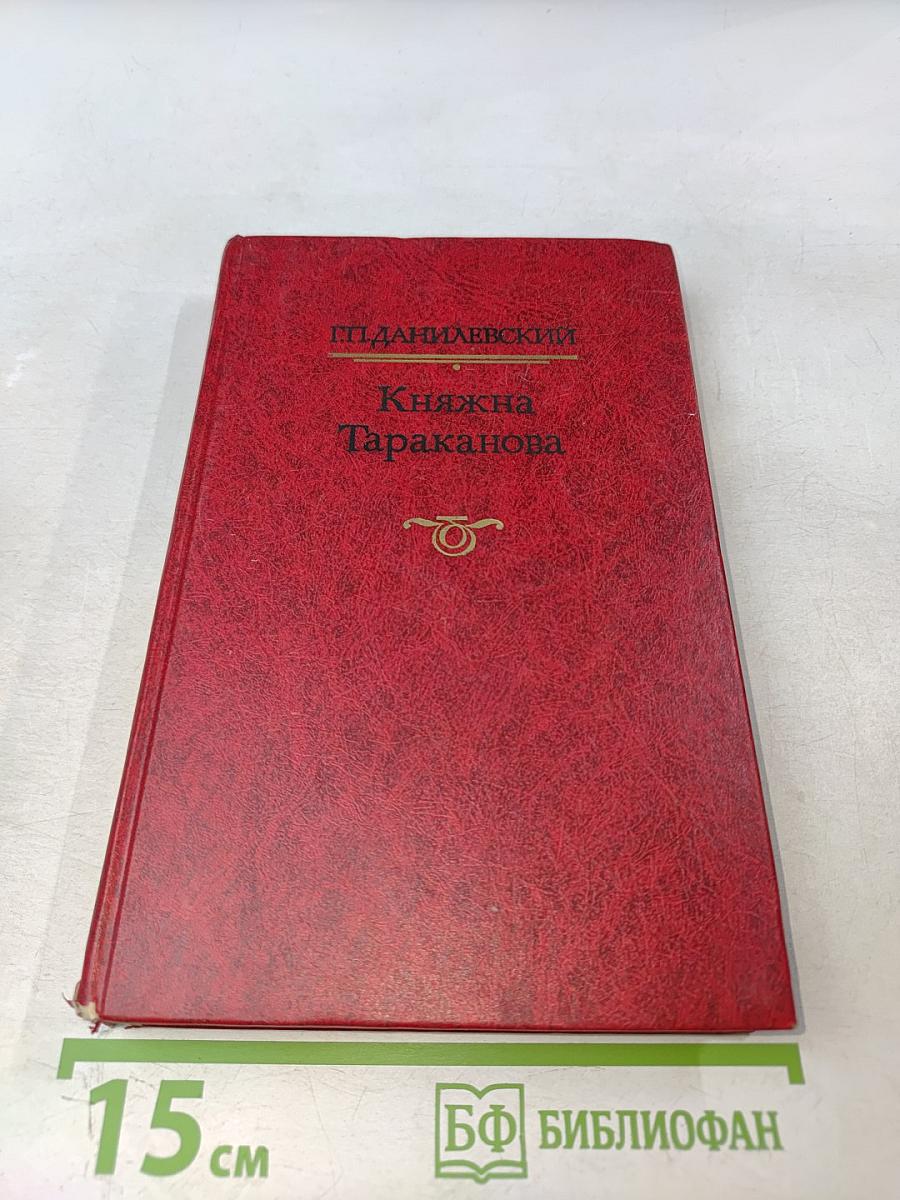 Г.П.ДАНИЛЕВСКИЙ
Княжна
Тараканова
15 см
БФ БИБЛИОФАН